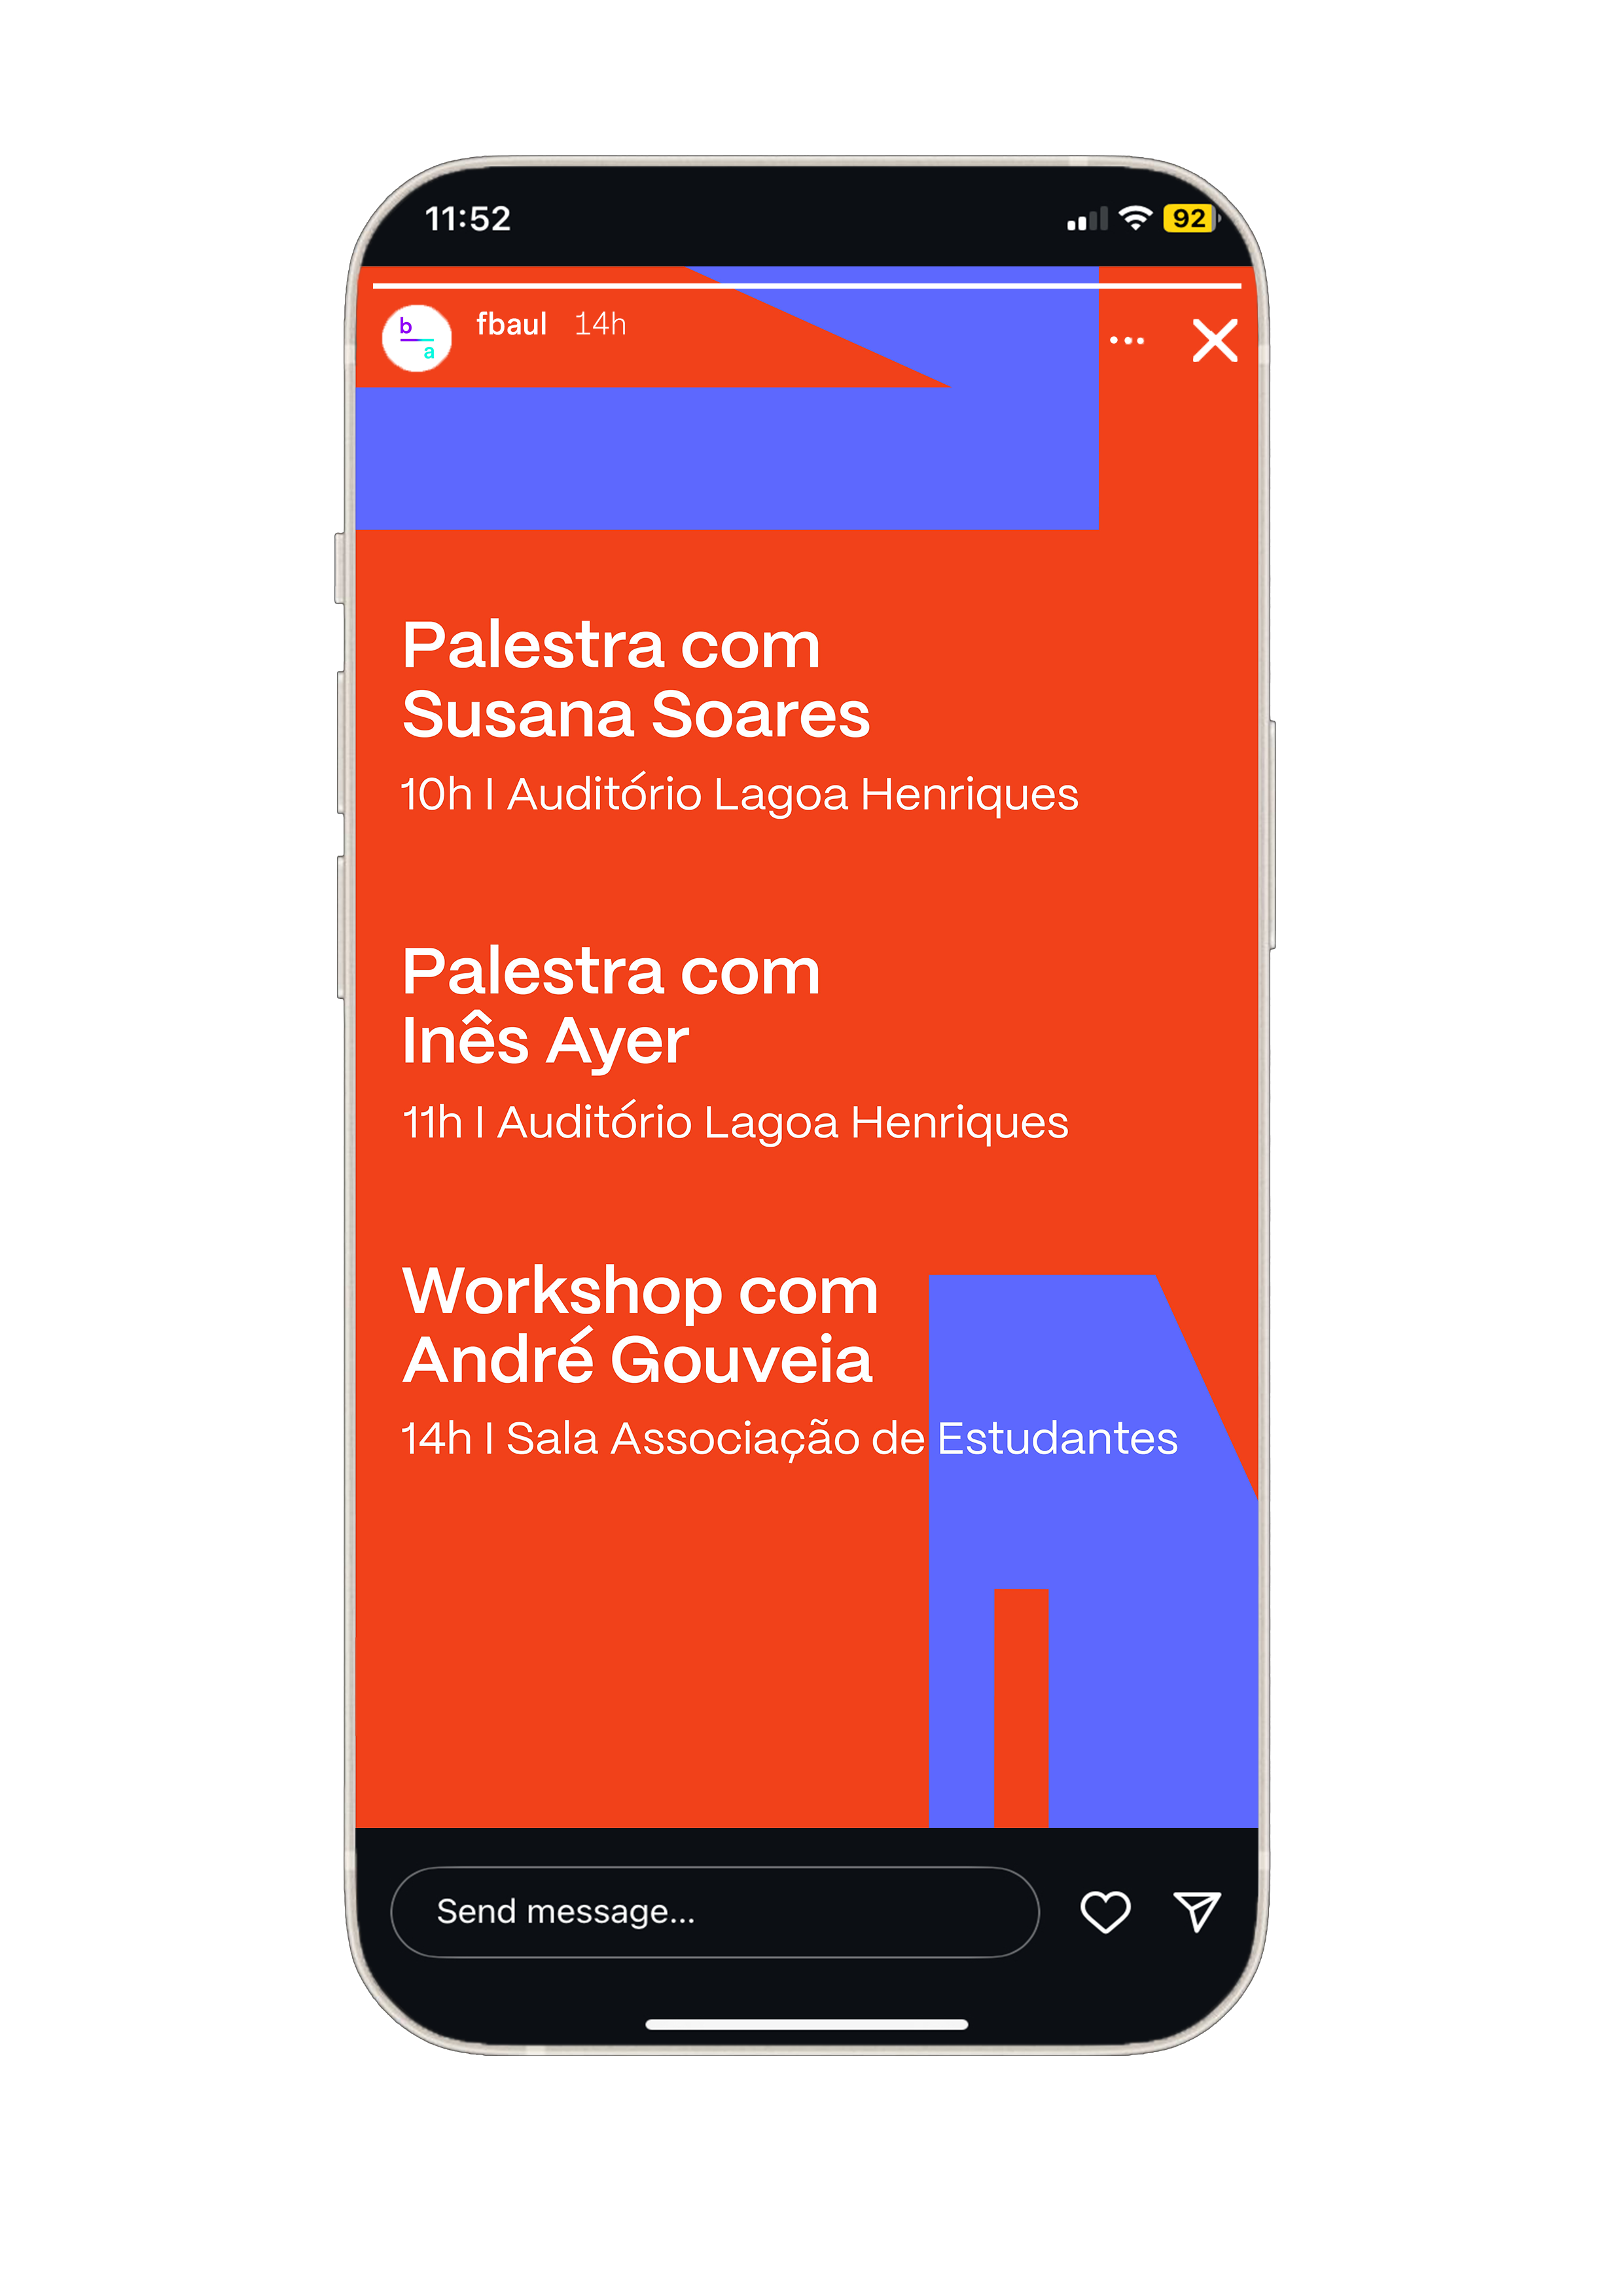 11:52
92
b
a
fbaul 14h
Palestra com
Susana Soares
10h | Auditório Lagoa Henriques
Palestra com
Inês Ayer
11h | Auditório Lagoa Henriques
Workshop com
André Gouveia
14h | Sala Associação de Estudantes
Send message...